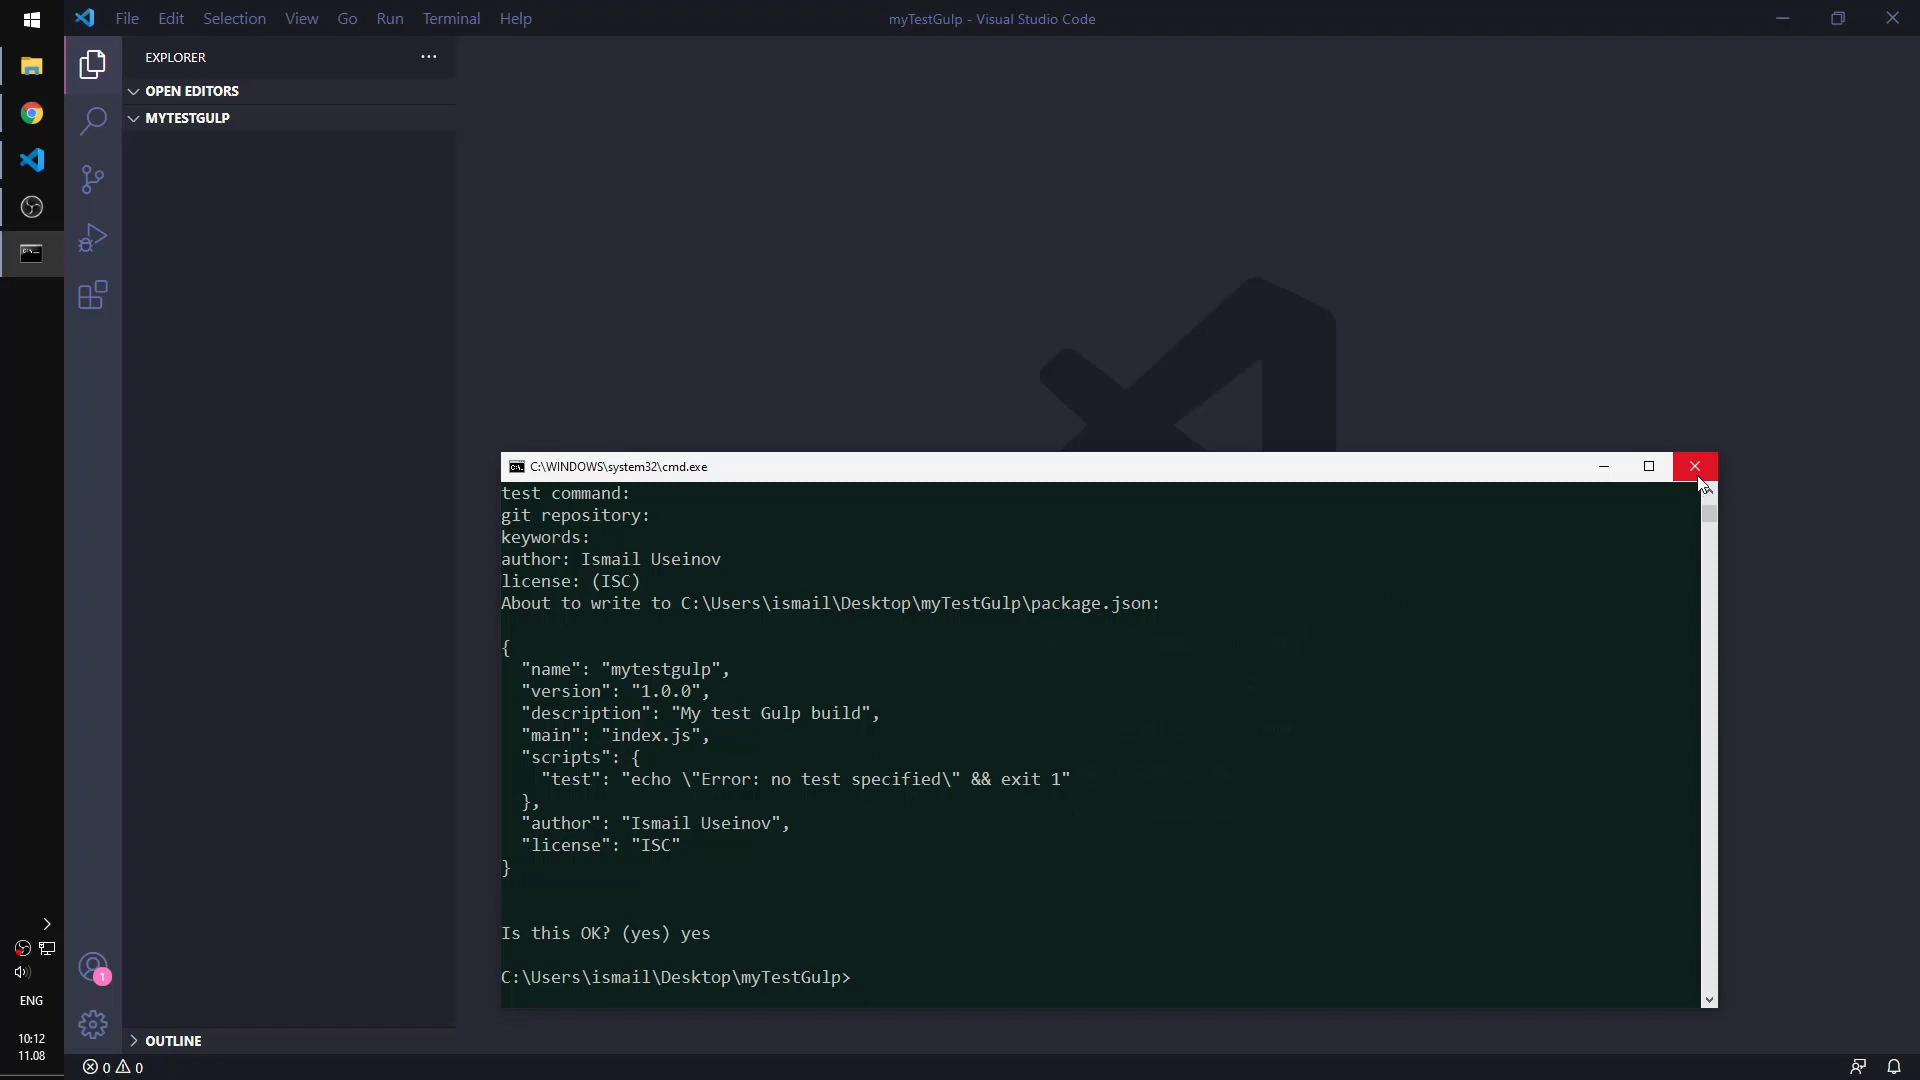 File Edit Selection View Go Run Terminal Help
myTestGulp - Visual Studio Code
EXPLORER
OPEN EDITORS
MYTESTGULP
C:\WINDOWS\system32\cmd.exe
test command:
git repository:
keywords:
author: Ismail Useinov
license: (ISC)
About to write to C:\Users\ismail\Desktop\myTestGulp\package.json:
{
"name": "mytestgulp",
"version": "1.0.0",
"description": "My test Gulp build",
"main": "index.js",
"scripts": {
"test": "echo \"Error: no test specified\" && exit 1"
},
"author": "Ismail Useinov",
"license": "ISC"
}
Is this OK? (yes) yes
C:\Users\ismail\Desktop\myTestGulp>
1
ENG
10:12
11.08
OUTLINE
0 0